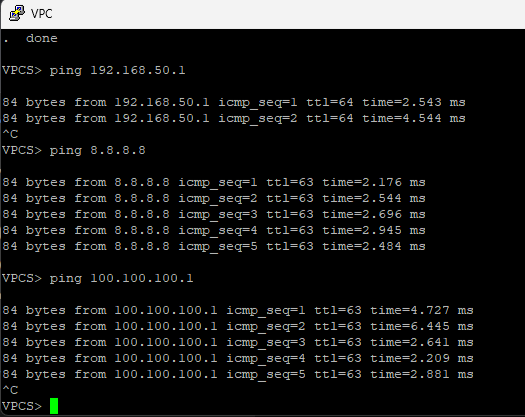 VPC
. done
VPCS> ping 192.168.50.1
84 bytes from 192.168.50.1 icmp_seq=1 ttl=64 time=2.543 ms
84 bytes from 192.168.50.1 icmp_seq=2 ttl=64 time=4.544 ms
^C
VPCS> ping 8.8.8.8
84 bytes from 8.8.8.8 icmp_seq=1 ttl=63 time=2.176 ms
84 bytes from 8.8.8.8 icmp_seq=2 ttl=63 time=2.544 ms
84 bytes from 8.8.8.8 icmp_seq=3 ttl=63 time=2.696 ms
84 bytes from 8.8.8.8 icmp_seq=4 ttl=63 time=2.945 ms
84 bytes from 8.8.8.8 icmp_seq=5 ttl=63 time=2.484 ms
VPCS> ping 100.100.100.1
84 bytes from 100.100.100.1 icmp_seq=1 ttl=63 time=4.727 ms
84 bytes from 100.100.100.1 icmp_seq=2 ttl=63 time=6.445 ms
84 bytes from 100.100.100.1 icmp_seq=3 ttl=63 time=2.641 ms
84 bytes from 100.100.100.1 icmp_seq=4 ttl=63 time=2.209 ms
84 bytes from 100.100.100.1 icmp_seq=5 ttl=63 time=2.881 ms
^C
VPCS>